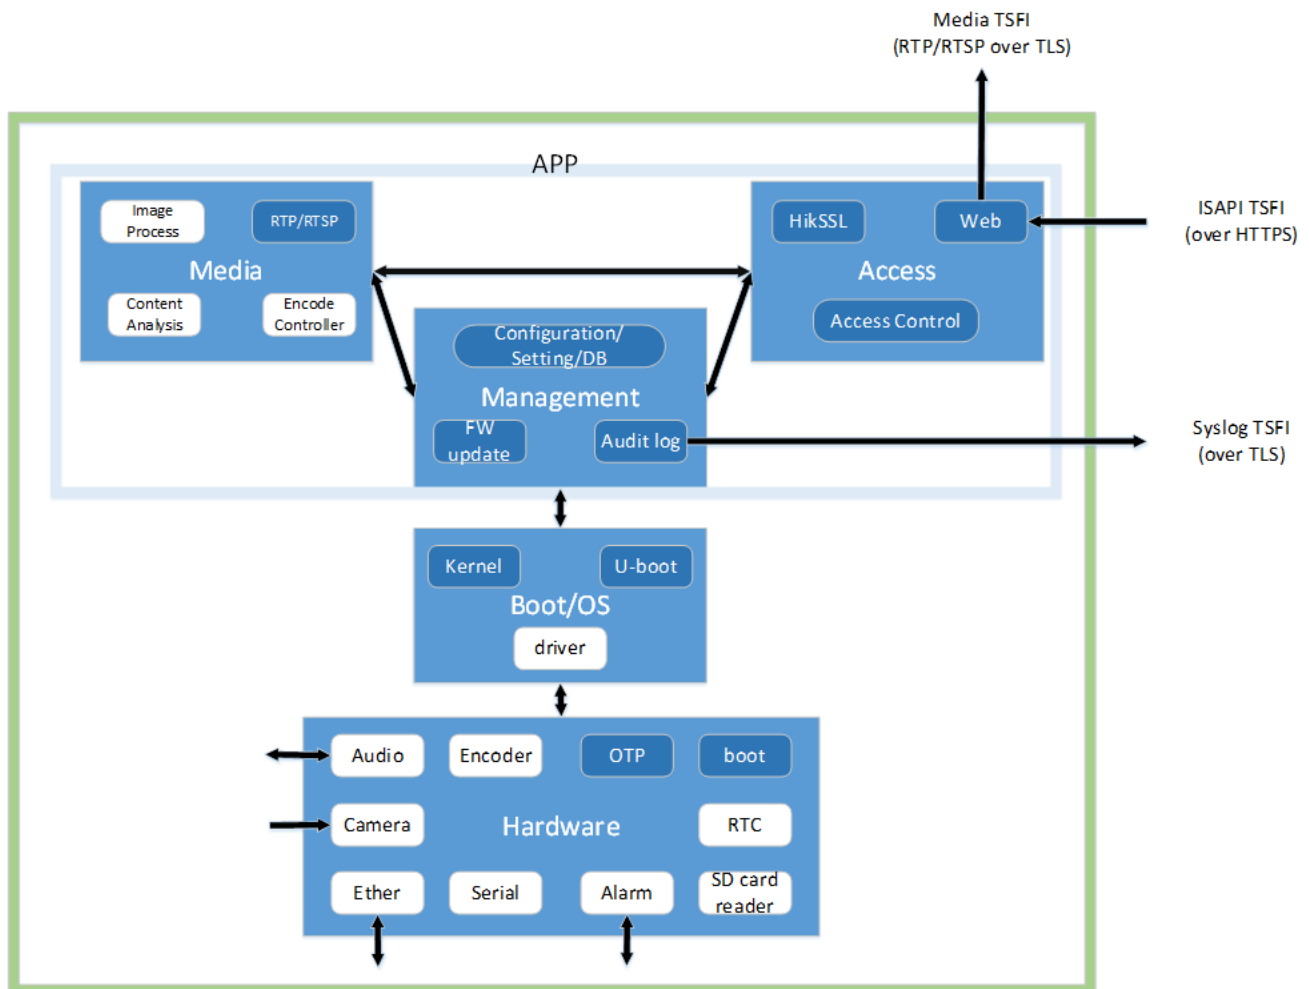 Media TSFI
(RTP/RTSP over TLS)
APP
Image
Process
RTP/RTSP
Media
Content
Analysis
Encode
Controller
HikSSL
Web
Access
Access Control
ISAPI TSFI
(over HTTPS)
Configuration/
Setting/DB
Management
FW
update
Audit log
Syslog TSFI
(over TLS)
Kernel
U-boot
Boot/OS
driver
Audio
Encoder
OTP
boot
Camera
Hardware
RTC
Ether
Serial
Alarm
SD card
reader